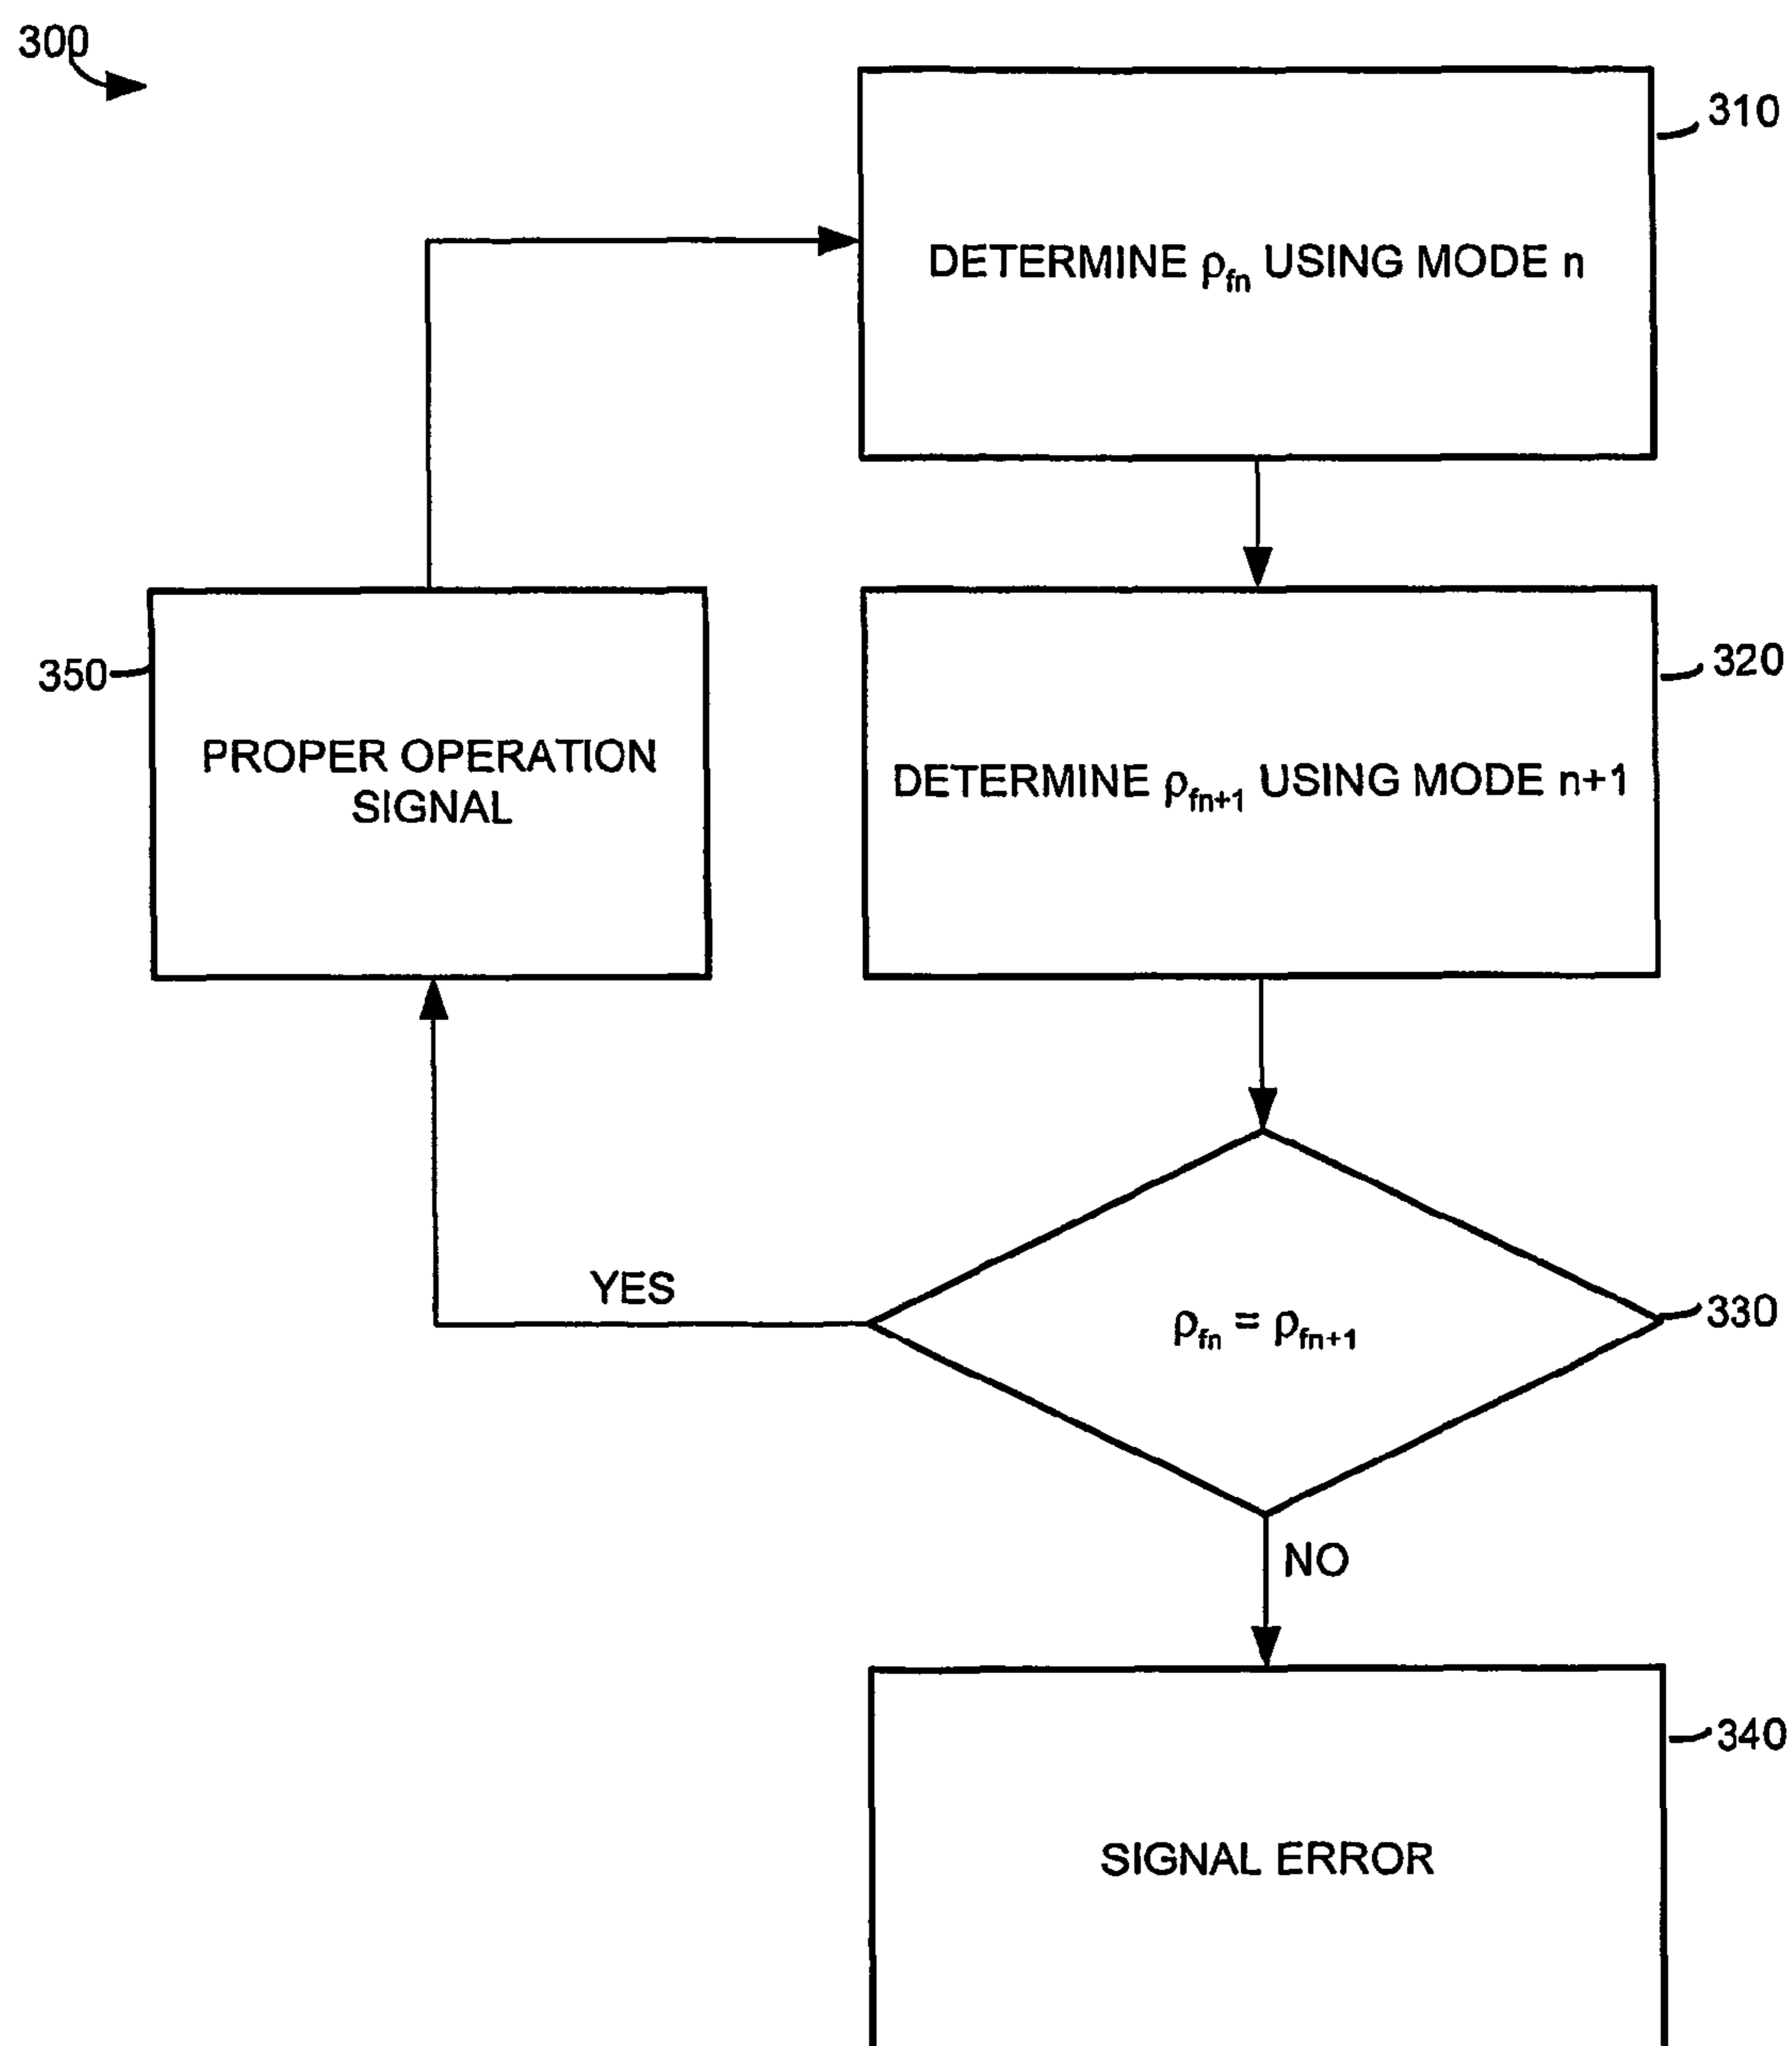 300
310
DETERMINE ρfn USING MODE n
350
320
PROPER OPERATION
SIGNAL
DETERMINE ρfn+1 USING MODE n+1
YES
ρfn = ρfn+1
330
NO
340
SIGNAL ERROR